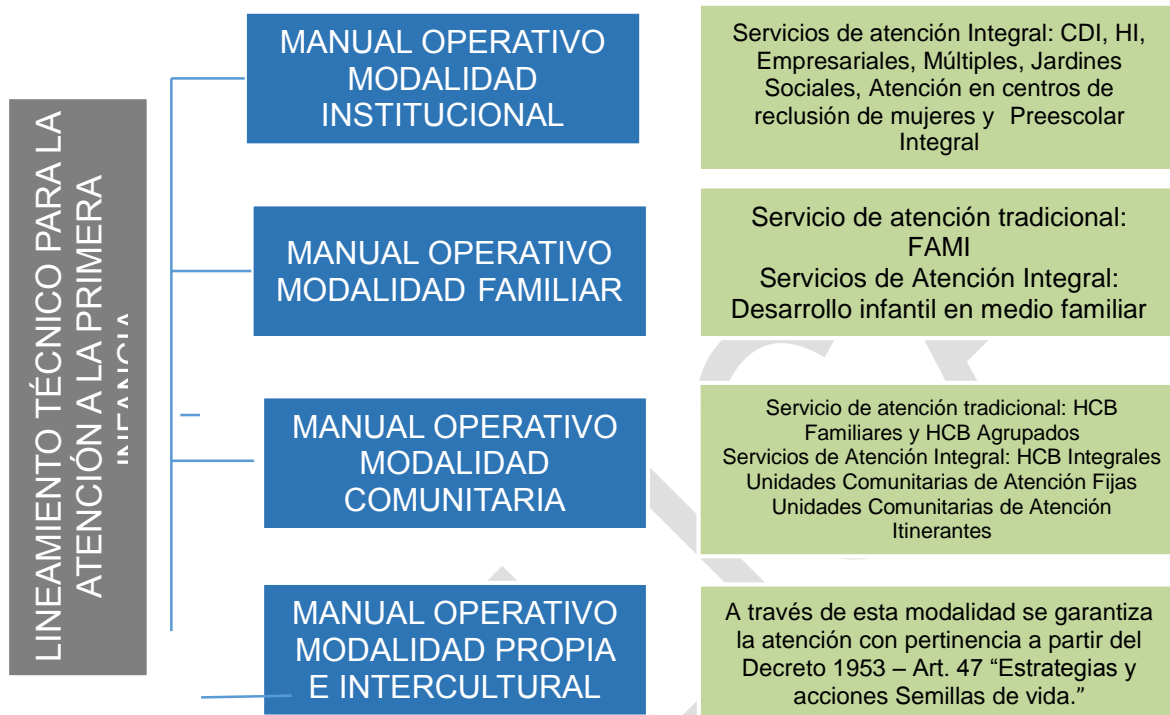 LINEAMIENTO TÉCNICO PARA LA
ATENCIÓN A LA PRIMERA
INFANCIA
MANUAL OPERATIVO
MODALIDAD
INSTITUCIONAL
Servicios de atención Integral: CDI, HI,
Empresariales, Múltiples, Jardines
Sociales, Atención en centros de
reclusión de mujeres y Preescolar
Integral
MANUAL OPERATIVO
MODALIDAD FAMILIAR
Servicio de atención tradicional:
FAMI
Servicios de Atención Integral:
Desarrollo infantil en medio familiar
MANUAL OPERATIVO
MODALIDAD
COMUNITARIA
Servicio de atención tradicional: HCB
Familiares y HCB Agrupados
Servicios de Atención Integral: HCB Integrales
Unidades Comunitarias de Atención Fijas
Unidades Comunitarias de Atención
Itinerantes
MANUAL OPERATIVO
MODALIDAD PROPIA
E INTERCULTURAL
A través de esta modalidad se garantiza
la atención con pertinencia a partir del
Decreto 1953 – Art. 47 “Estrategias y
acciones Semillas de vida.”